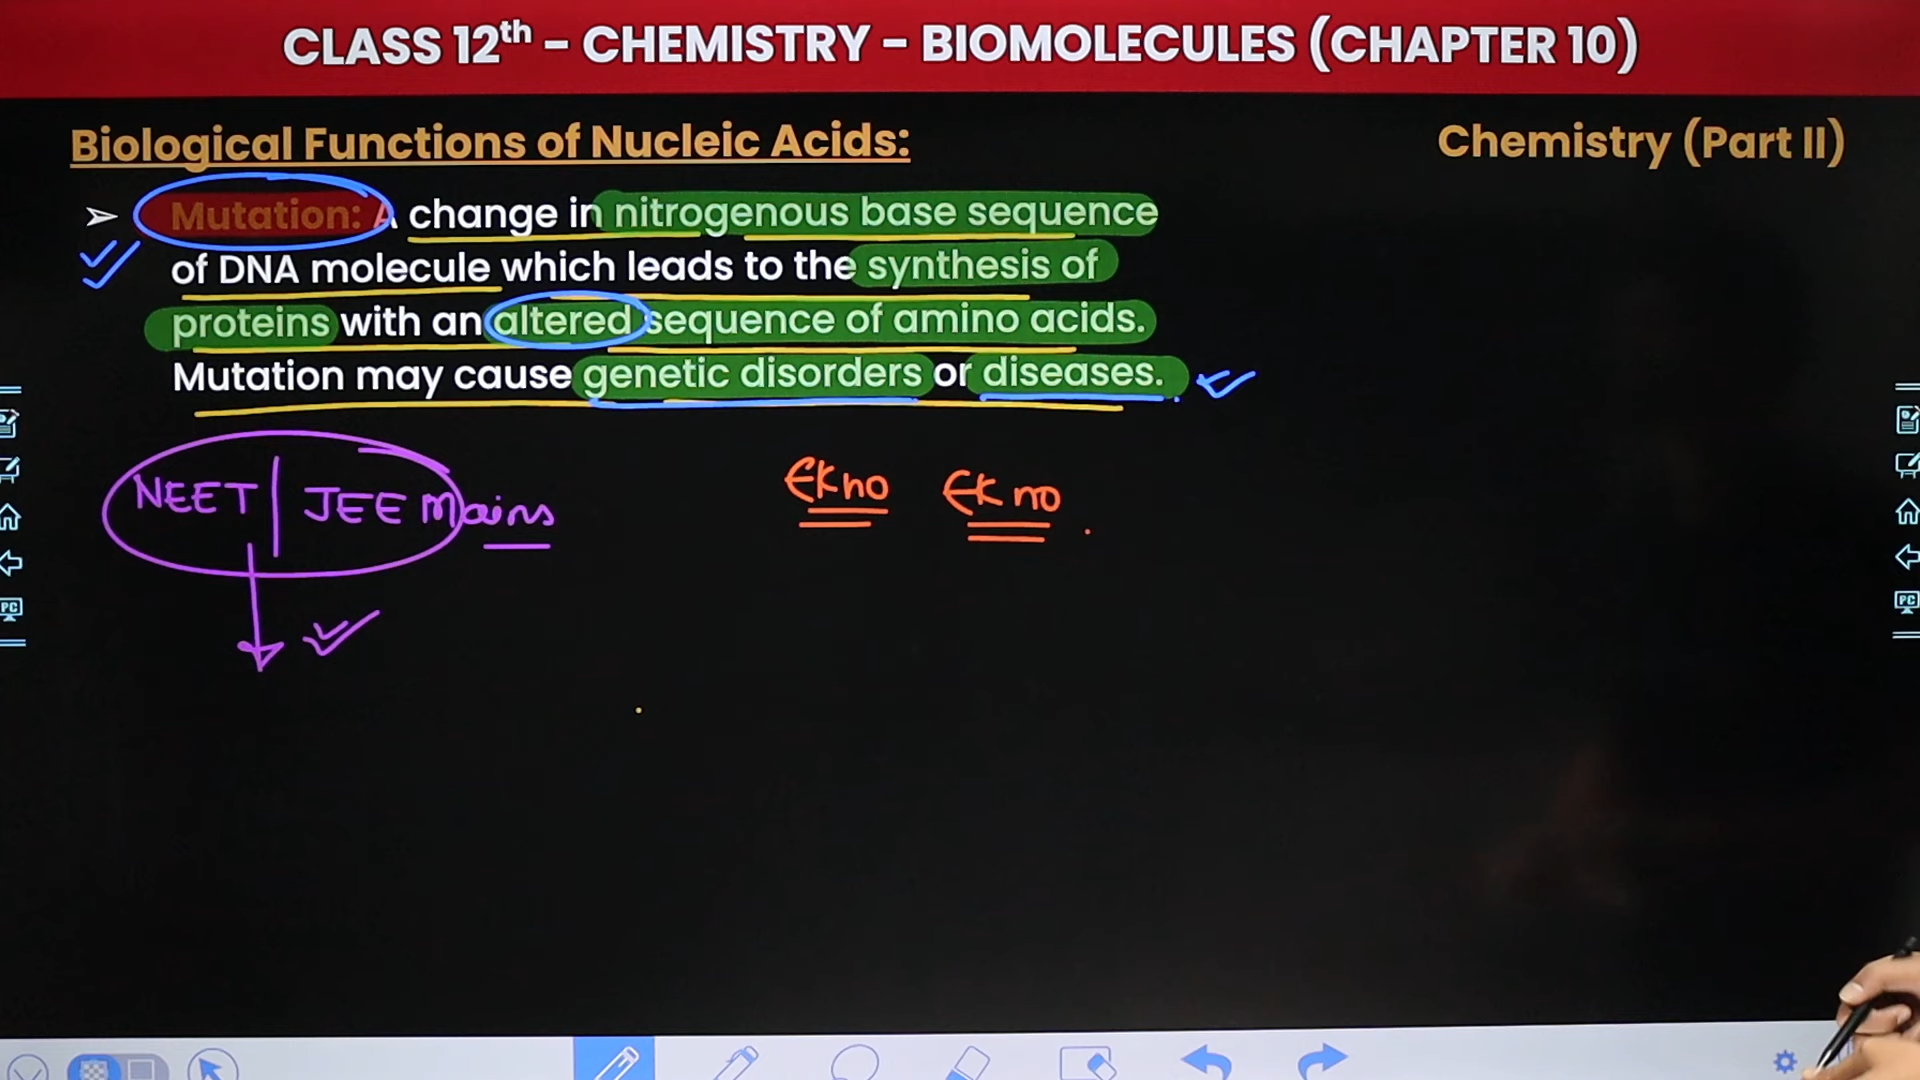 CLASS 12th - CHEMISTRY - BIOMOLECULES (CHAPTER 10)
Biological Functions of Nucleic Acids:
Chemistry (Part II)
➢ Mutation: A change in nitrogenous base sequence
of DNA molecule which leads to the synthesis of
proteins with an altered sequence of amino acids.
Mutation may cause genetic disorders or diseases.
NEET | JEE Mains
Ek no Ek no.
PC
PC